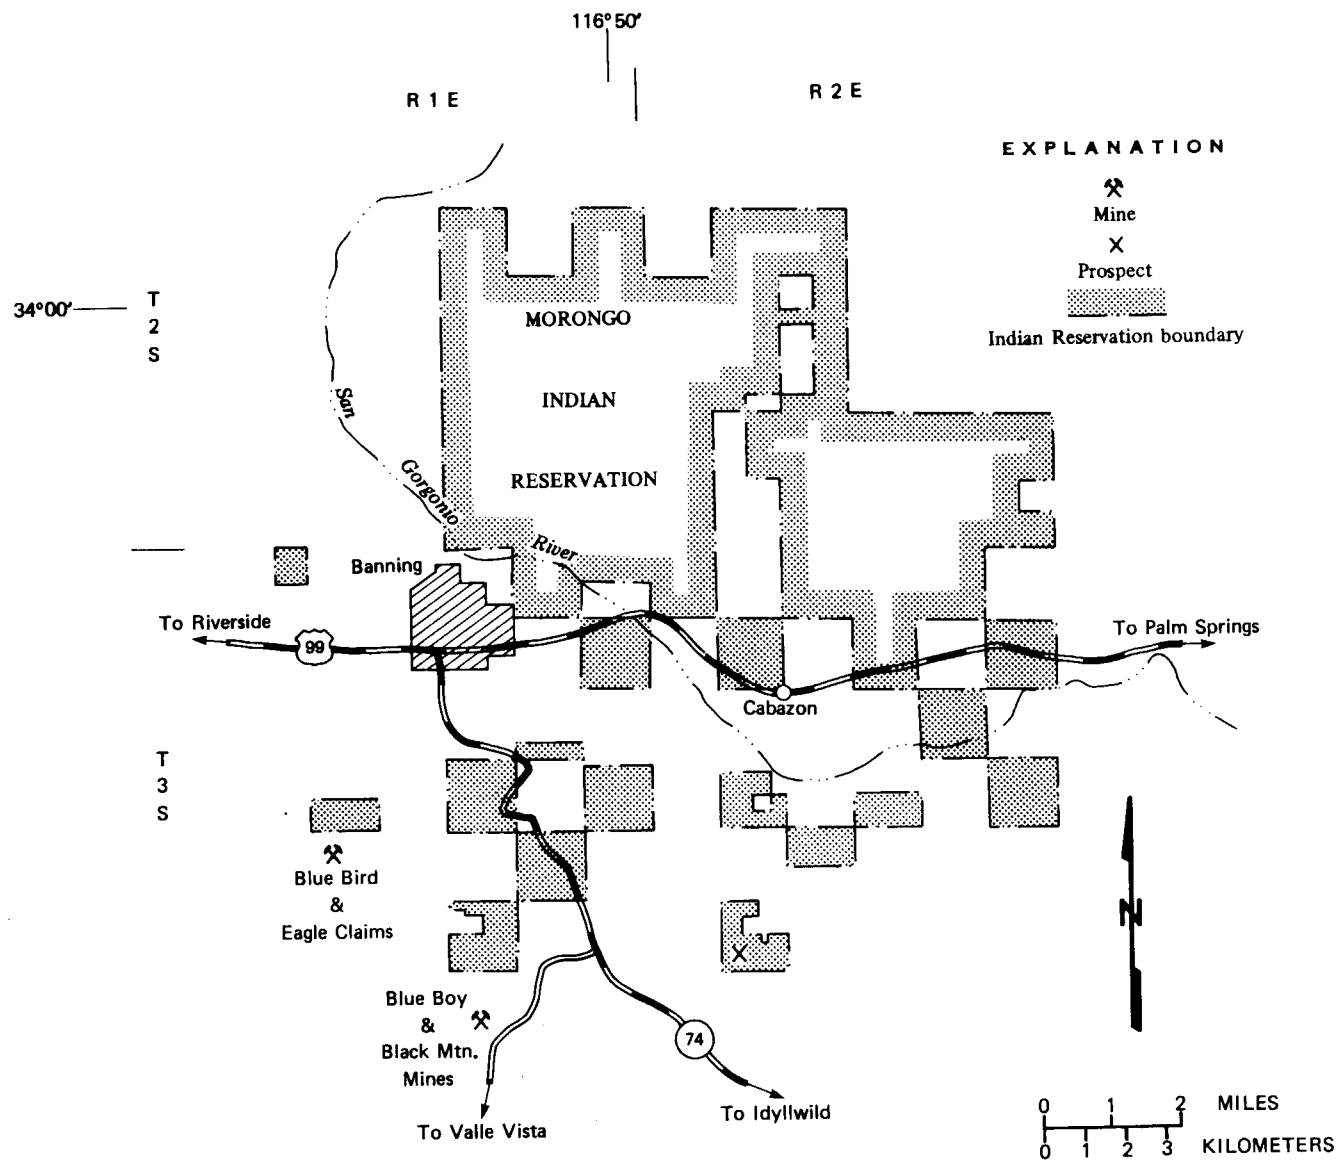 116°50'
R 1 E
R 2 E
EXPLANATION
Mine
Prospect
Indian Reservation boundary
34°00'
T
2
S
MORONGO
INDIAN
RESERVATION
San
Gorgonio
River
Banning
To Riverside
99
To Palm Springs
Cabazon
T
3
S
Blue Bird
&
Eagle Claims
N
Blue Boy
&
Black Mtn.
Mines
74
To Valle Vista
To Idyllwild
0 1 2 MILES
0 1 2 3 KILOMETERS